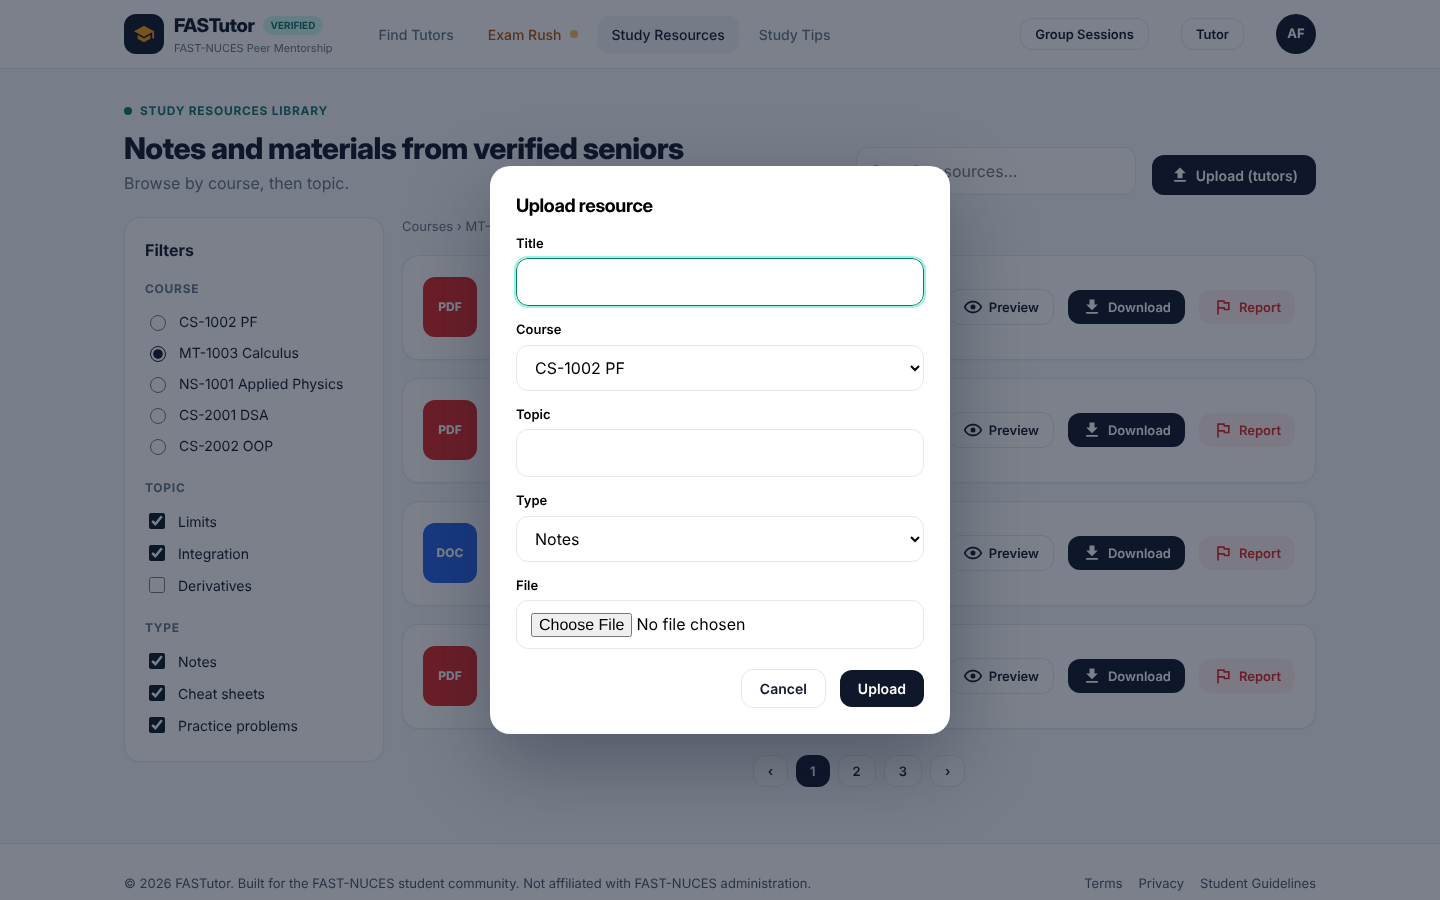 FASTutor VERIFIED
FAST-NUCES Peer Mentorship
Find Tutors
Exam Rush
Study Resources
Study Tips
Group Sessions
Tutor
AF
STUDY RESOURCES LIBRARY
Notes and materials from verified seniors
Browse by course, then topic.
sources...
Upload (tutors)
Filters
COURSE
CS-1002 PF
MT-1003 Calculus
NS-1001 Applied Physics
CS-2001 DSA
CS-2002 OOP
TOPIC
Limits
Integration
Derivatives
TYPE
Notes
Cheat sheets
Practice problems
Courses › MT-
PDF
Preview
Download
Report
PDF
Preview
Download
Report
DOC
Preview
Download
Report
PDF
Preview
Download
Report
Upload resource
Title
Course
CS-1002 PF
Topic
Type
Notes
File
Choose File No file chosen
Cancel
Upload
‹ 1 2 3 ›
© 2026 FASTutor. Built for the FAST-NUCES student community. Not affiliated with FAST-NUCES administration.
Terms Privacy Student Guidelines